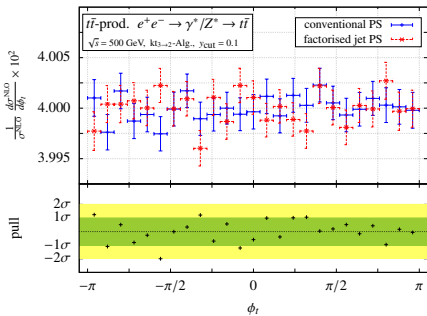 tt̄-prod. e⁺e⁻ → γ*/Z* → tt̄
√s = 500 GeV, kt₃→₂-Alg., y_cut = 0.1
conventional PS
factorised jet PS
1/σ^NLO dσ^NLO/dϕ_t × 10²
4.005
4.000
3.995
pull
2σ
1σ
−1σ
−2σ
−π −π/2 0 π/2 π
ϕ_t